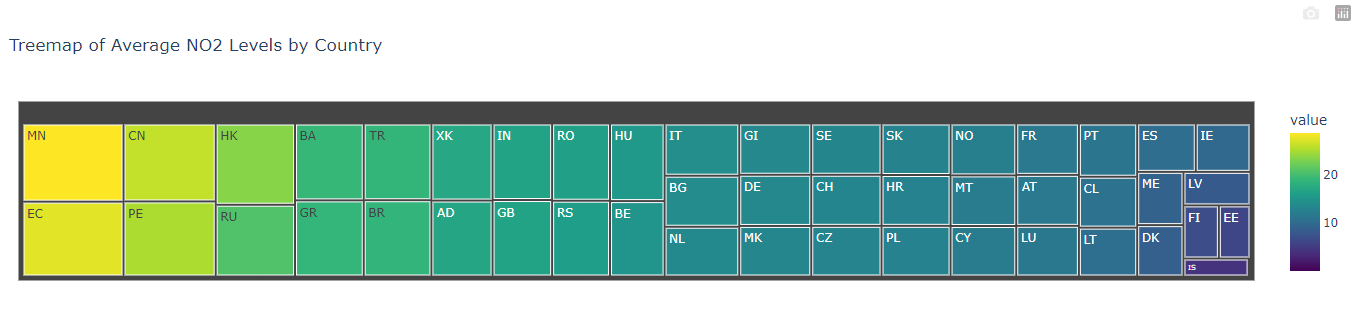 Treemap of Average NO2 Levels by Country
MN CN HK BA TR XK IN RO HU IT GI SE SK NO FR PT ES IE
BG DE CH HR MT AT CL ME LV
EC PE RU GR BR AD GB RS BE FI EE
NL MK CZ PL CY LU LT DK
IS
value
20
10